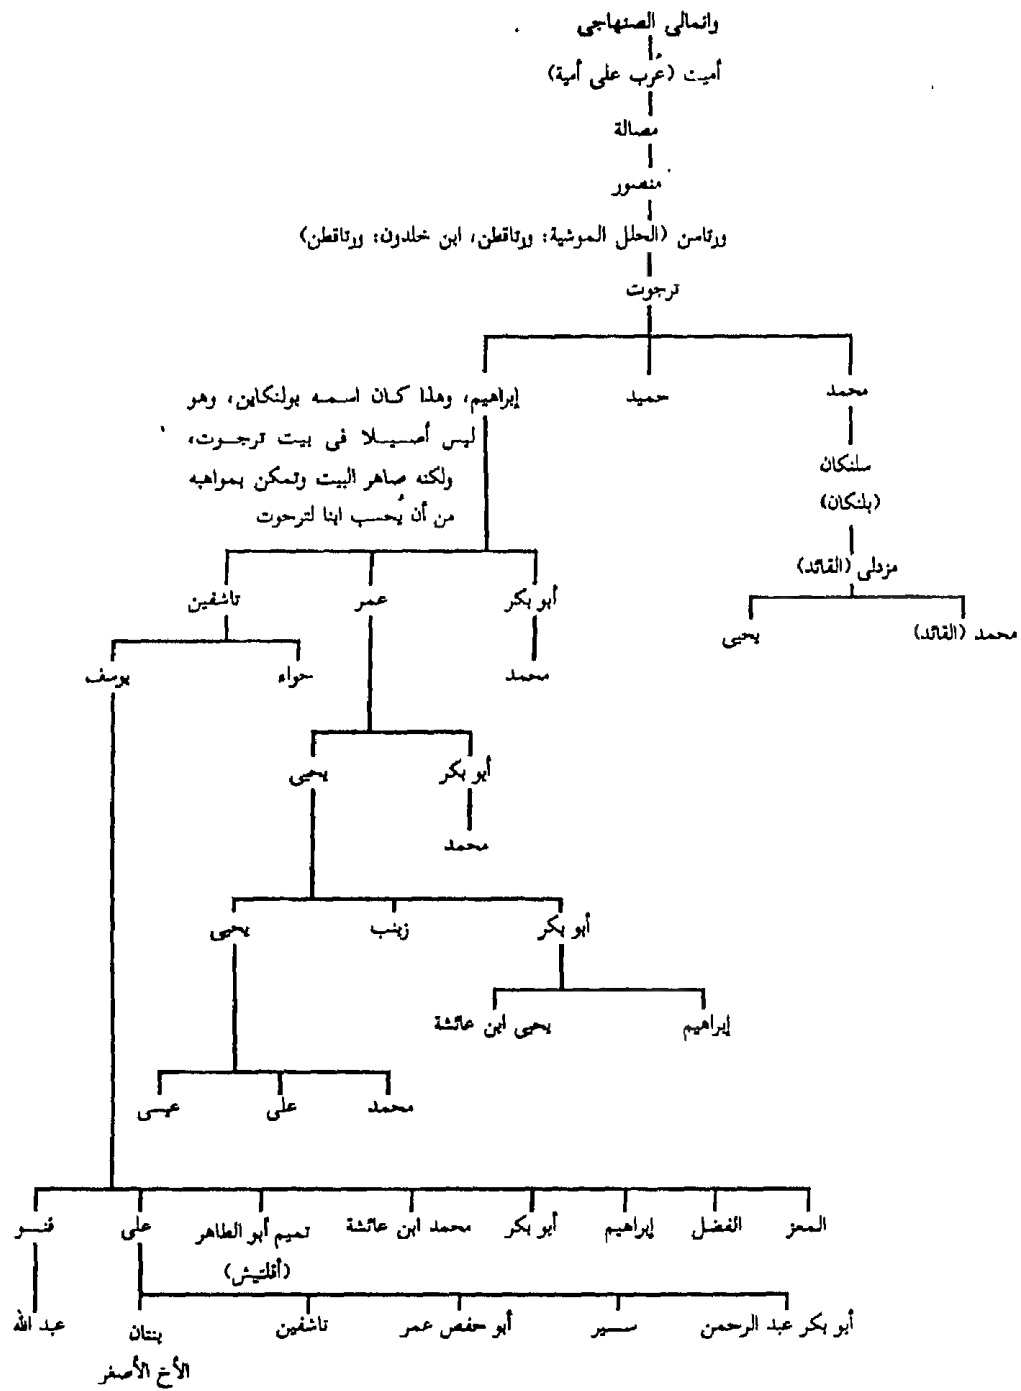 وانمالى الصنهاجى
أميت (عُرب على أمية)
مصالة
منصور
ورتاسن (الحلل الموشية: ورتاقطن، ابن خلدون: ورتاقطن)
ترجوت
محمد
حميد
إبراهيم، وهذا كان اسمه بولنكاين، وهو
ليس أصيلا فى بيت ترجوت،
ولكنه صاهر البيت وتمكن بمواهبه
من أن يُحسب ابنا لترحوت
سلنكان
(بلنكان)
مزدلى (القائد)
محمد (القائد)
يحيى
أبو بكر
عمر
تاشفين
محمد
حواء
يوسف
أبو بكر
يحيى
محمد
أبو بكر
زينب
يحيى
إبراهيم
يحيى ابن عائشة
محمد
على
عيسى
المعز
الفضل
إبراهيم
أبو بكر
محمد ابن عائشة
تميم أبو الطاهر
(أقلتيش)
على
فنو
أبو بكر عبد الرحمن
سير
أبو حفص عمر
تاشفين
بنتان
الأخ الأصغر
عبد الله